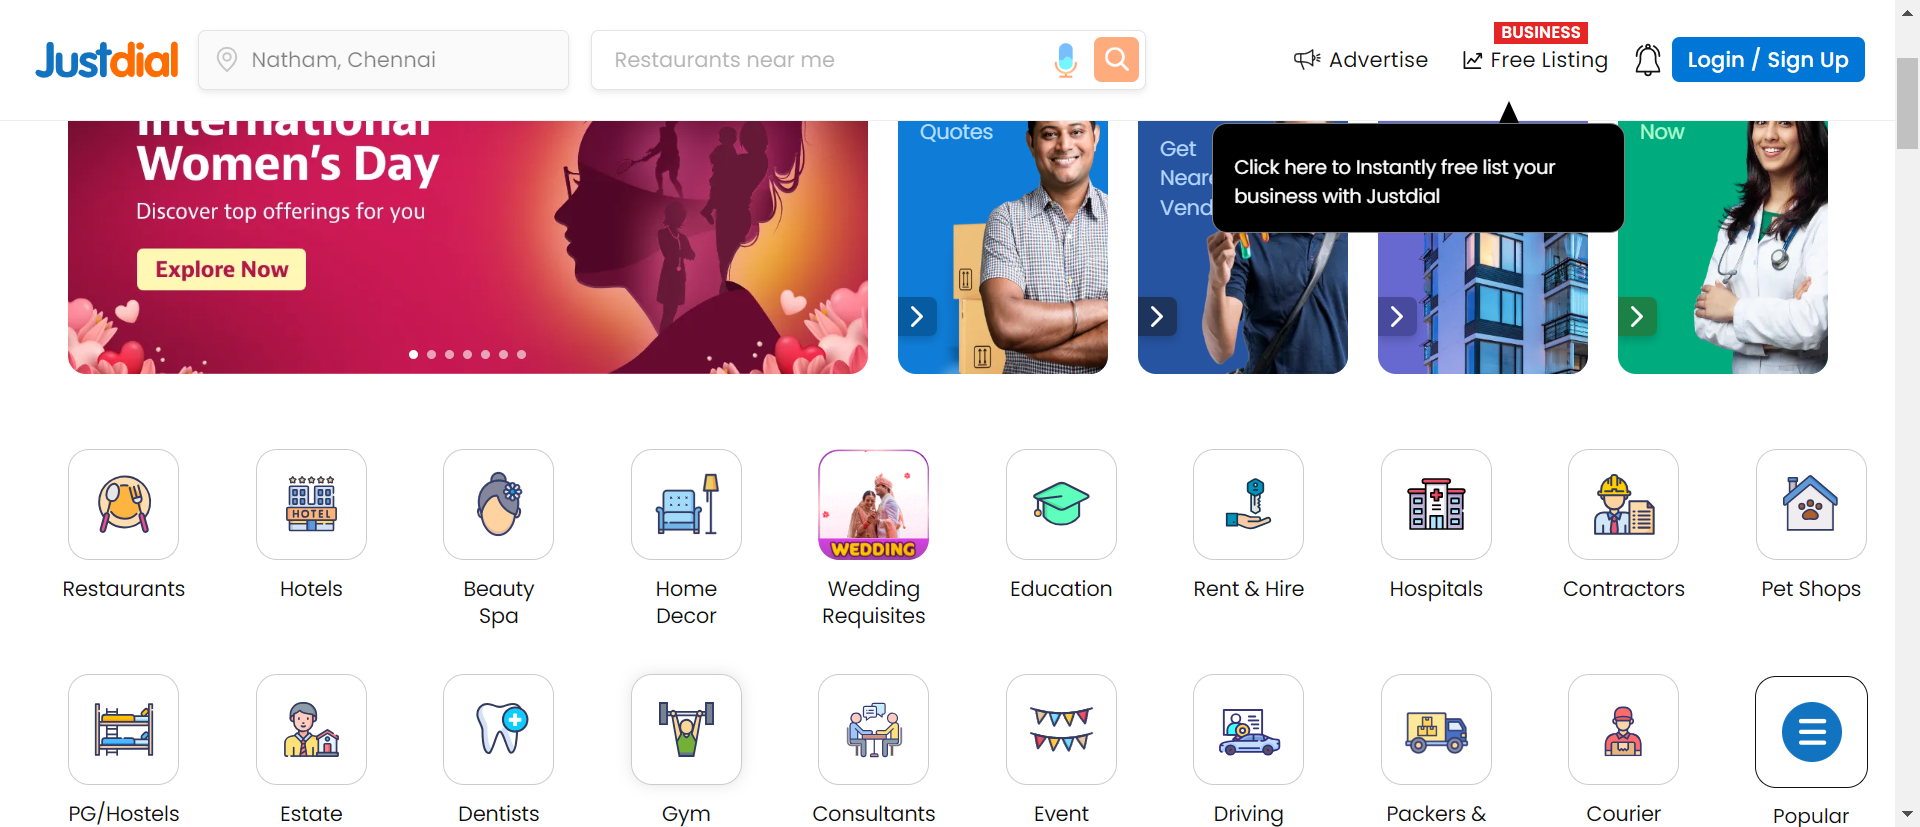 Justdial
Natham, Chennai
Restaurants near me
Advertise
BUSINESS
Free Listing
Login / Sign Up
International
Women's Day
Discover top offerings for you
Explore Now
Quotes
Get
Vend
Now
Click here to Instantly free list your
business with Justdial
HOTEL
WEDDING
Restaurants
Hotels
Beauty
Spa
Home
Decor
Wedding
Requisites
Education
Rent & Hire
Hospitals
Contractors
Pet Shops
PG/Hostels
Estate
Dentists
Gym
Consultants
Event
Driving
Packers &
Courier
Popular